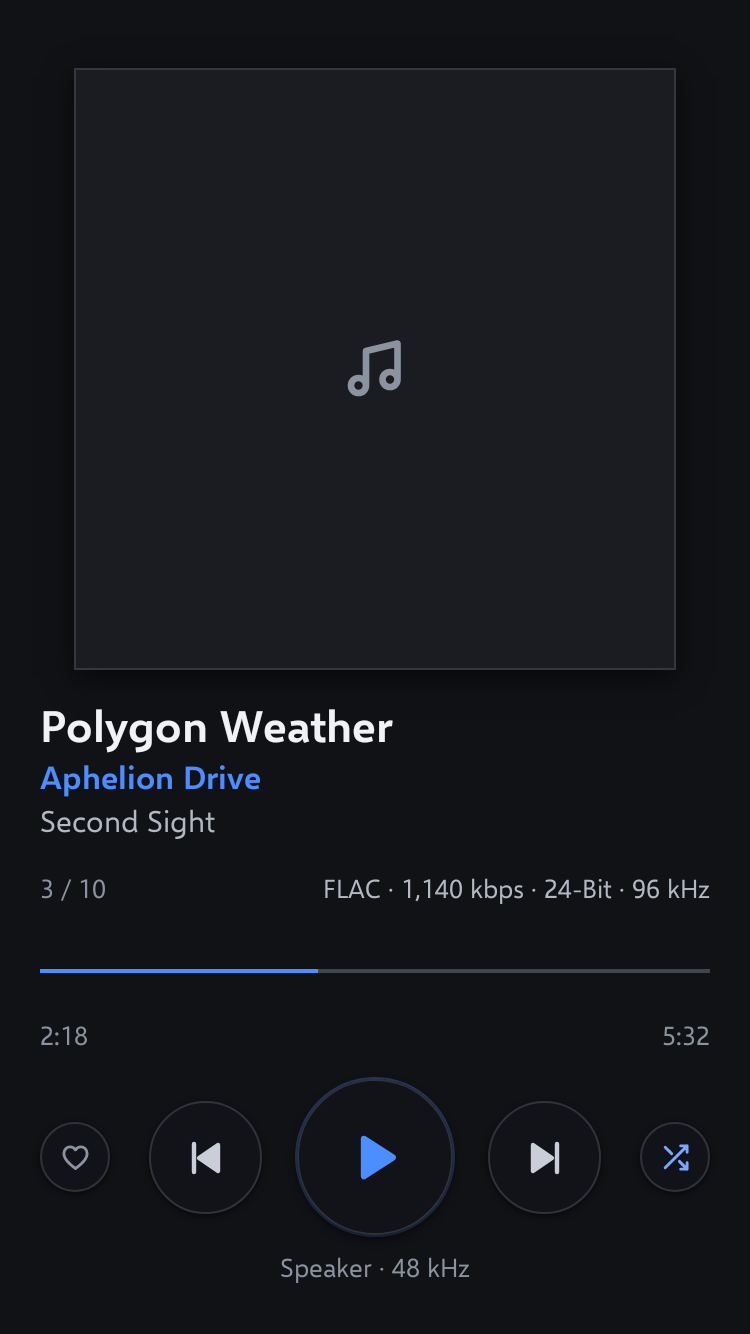 Polygon Weather
Aphelion Drive
Second Sight
3 / 10 FLAC · 1,140 kbps · 24-Bit · 96 kHz
2:18 5:32
Speaker · 48 kHz